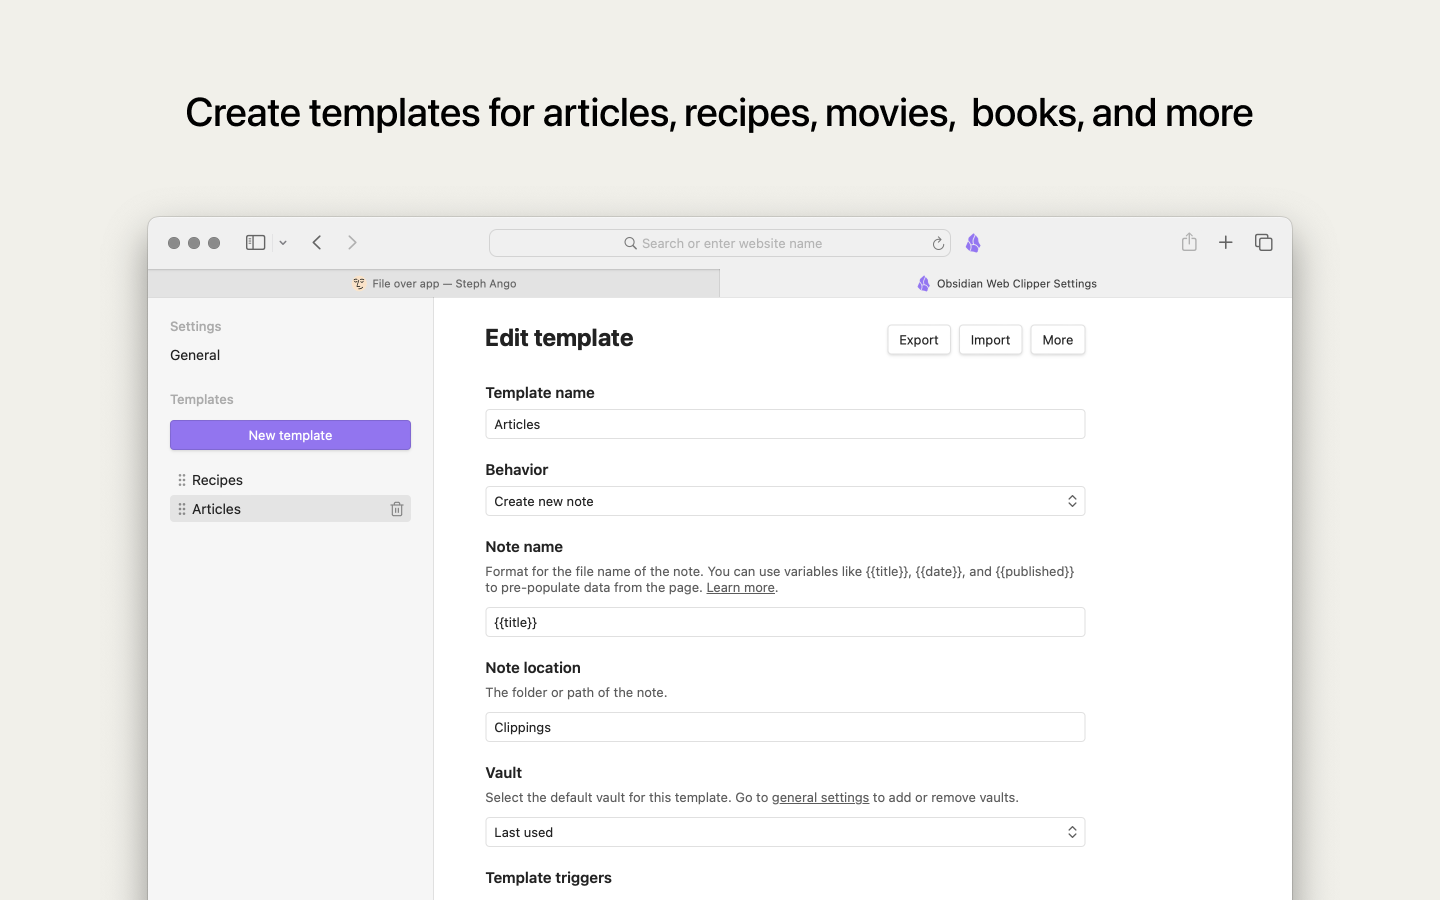 Create templates for articles, recipes, movies,  books, and more
Search or enter website name
File over app — Steph Ango
Obsidian Web Clipper Settings
Settings
General
Templates
New template
Recipes
Articles
Edit template
Export
Import
More
Template name
Articles
Behavior
Create new note
Note name
Format for the file name of the note. You can use variables like {{title}}, {{date}}, and {{published}}
to pre-populate data from the page. Learn more.
{{title}}
Note location
The folder or path of the note.
Clippings
Vault
Select the default vault for this template. Go to general settings to add or remove vaults.
Last used
Template triggers